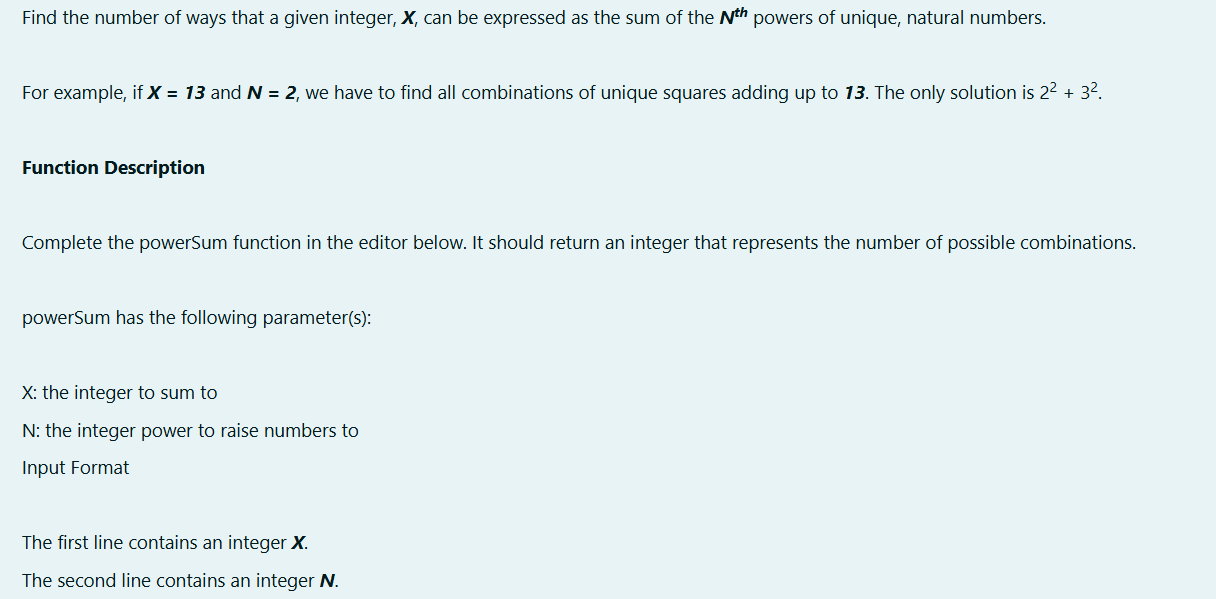 Find the number of ways that a given integer, X, can be expressed as the sum of the Nth powers of unique, natural numbers.
For example, if X = 13 and N = 2, we have to find all combinations of unique squares adding up to 13. The only solution is 2² + 3².
Function Description
Complete the powerSum function in the editor below. It should return an integer that represents the number of possible combinations.
powerSum has the following parameter(s):
X: the integer to sum to
N: the integer power to raise numbers to
Input Format
The first line contains an integer X.
The second line contains an integer N.